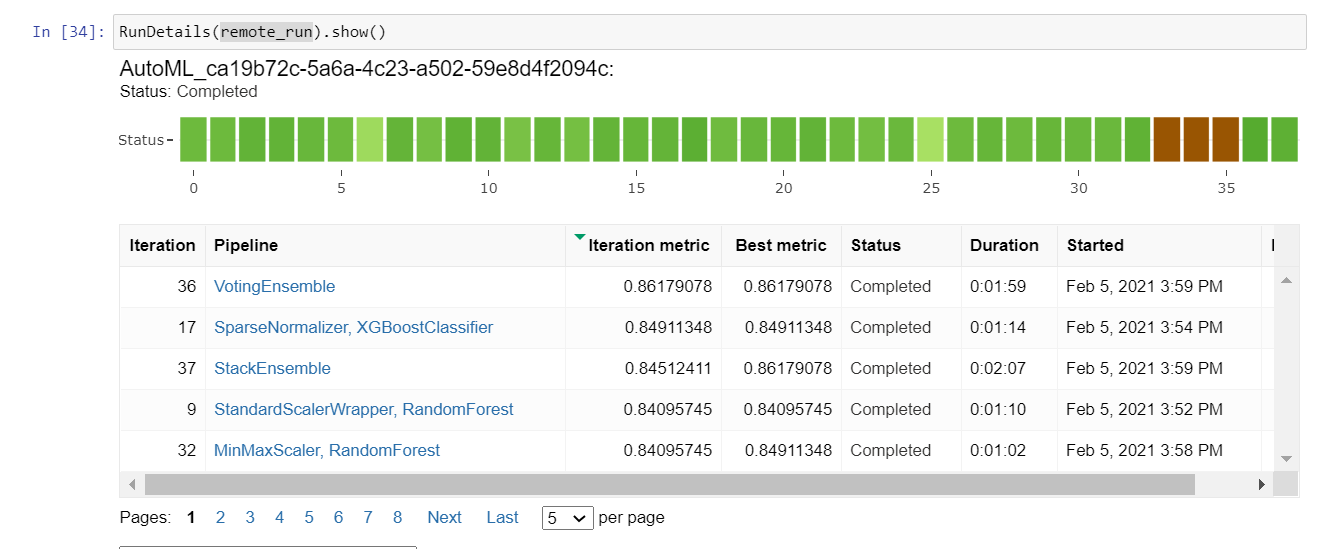 In [34]: RunDetails(remote_run).show()
AutoML_ca19b72c-5a6a-4c23-a502-59e8d4f2094c:
Status: Completed
Status
0 5 10 15 20 25 30 35
Iteration Pipeline Iteration metric Best metric Status Duration Started
36 VotingEnsemble 0.86179078 0.86179078 Completed 0:01:59 Feb 5, 2021 3:59 PM
17 SparseNormalizer, XGBoostClassifier 0.84911348 0.84911348 Completed 0:01:14 Feb 5, 2021 3:54 PM
37 StackEnsemble 0.84512411 0.86179078 Completed 0:02:07 Feb 5, 2021 3:59 PM
9 StandardScalerWrapper, RandomForest 0.84095745 0.84095745 Completed 0:01:10 Feb 5, 2021 3:52 PM
32 MinMaxScaler, RandomForest 0.84095745 0.84911348 Completed 0:01:02 Feb 5, 2021 3:58 PM
Pages: 1 2 3 4 5 6 7 8 Next Last 5 per page